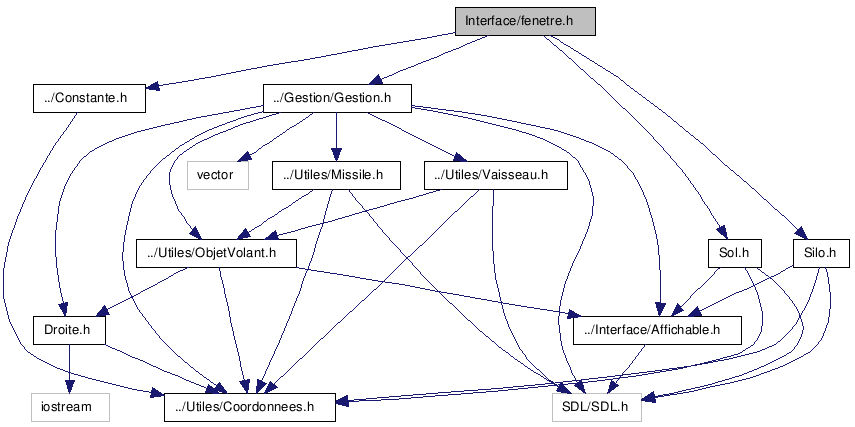 Interface/fenetre.h
../Constante.h
../Gestion/Gestion.h
vector
../Utiles/Missile.h
../Utiles/Vaisseau.h
../Utiles/ObjetVolant.h
Sol.h
Silo.h
Droite.h
../Interface/Affichable.h
iostream
../Utiles/Coordonnees.h
SDL/SDL.h